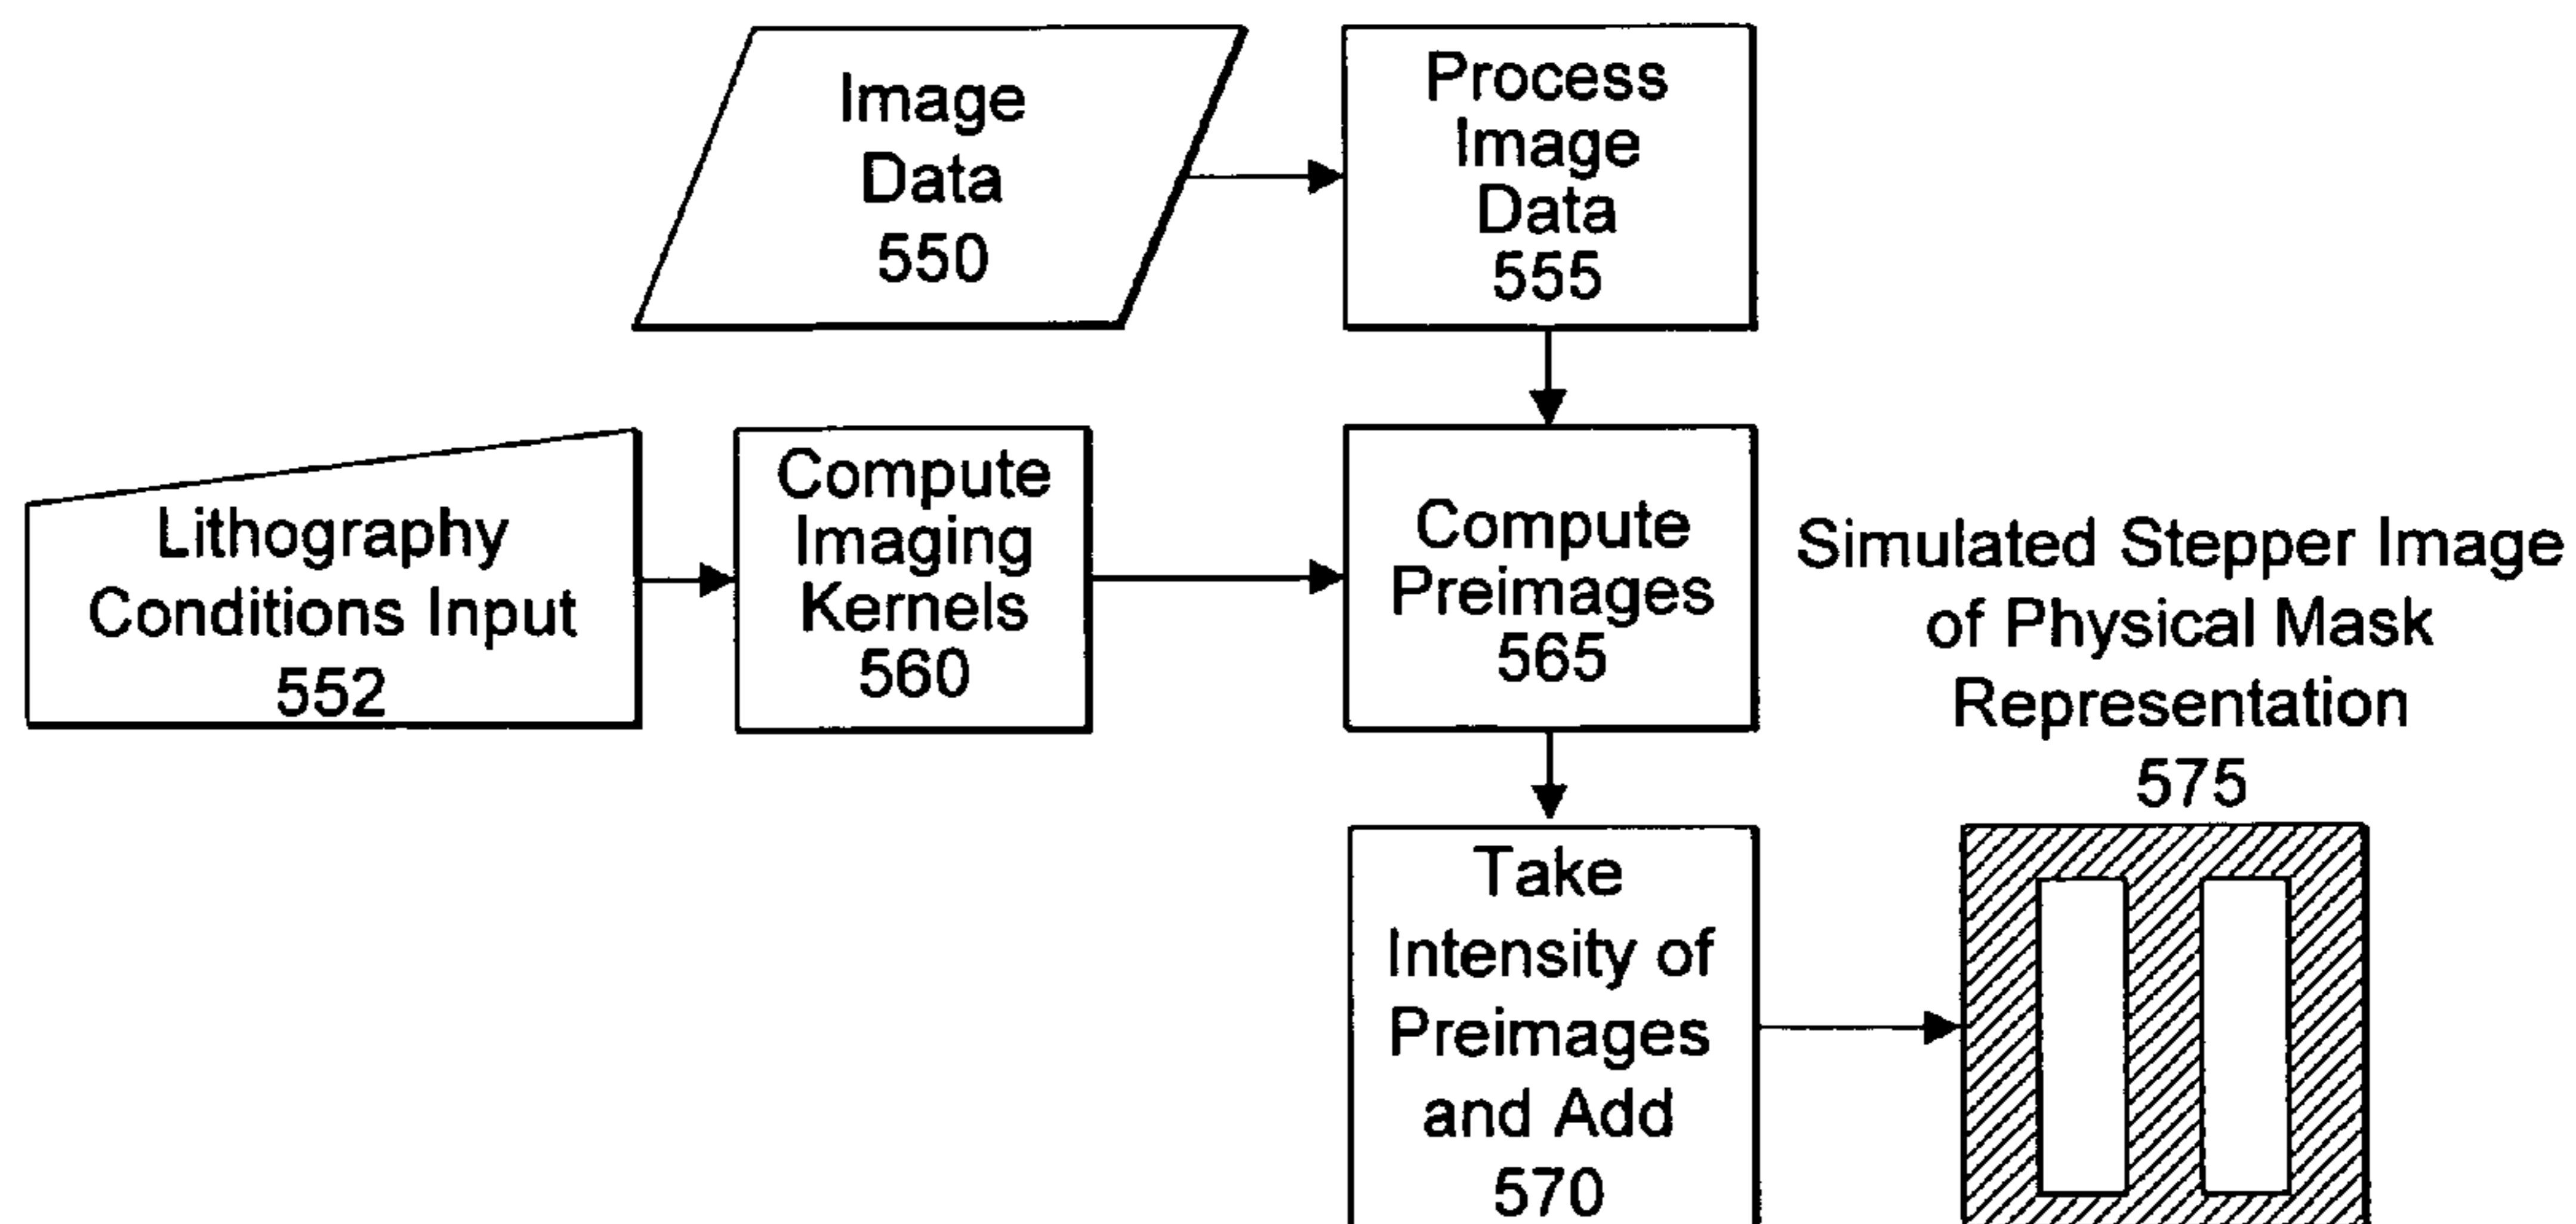 Image
Data
550
Process
Image
Data
555
Lithography
Conditions Input
552
Compute
Imaging
Kernels
560
Compute
Preimages
565
Simulated Stepper Image
of Physical Mask
Representation
575
Take
Intensity of
Preimages
and Add
570